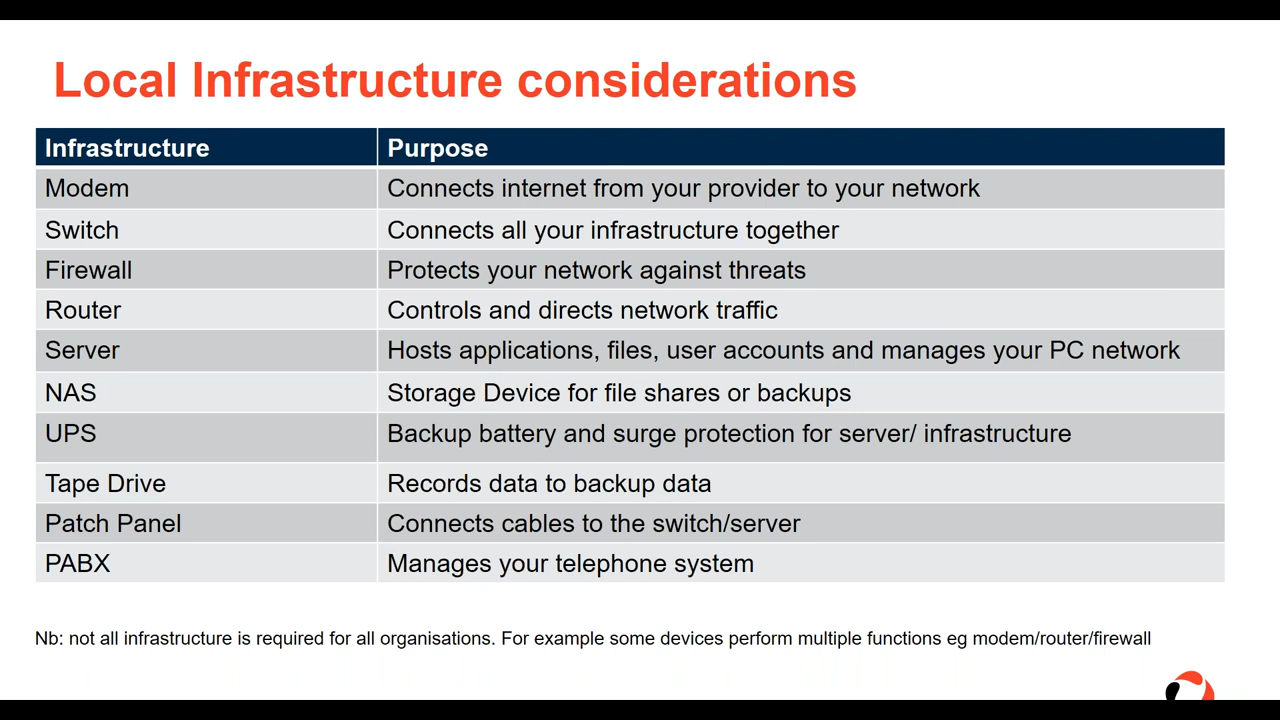 Local Infrastructure considerations
Infrastructure Purpose
Modem Connects internet from your provider to your network
Switch Connects all your infrastructure together
Firewall Protects your network against threats
Router Controls and directs network traffic
Server Hosts applications, files, user accounts and manages your PC network
NAS Storage Device for file shares or backups
UPS Backup battery and surge protection for server/ infrastructure
Tape Drive Records data to backup data
Patch Panel Connects cables to the switch/server
PABX Manages your telephone system
Nb: not all infrastructure is required for all organisations. For example some devices perform multiple functions eg modem/router/firewall